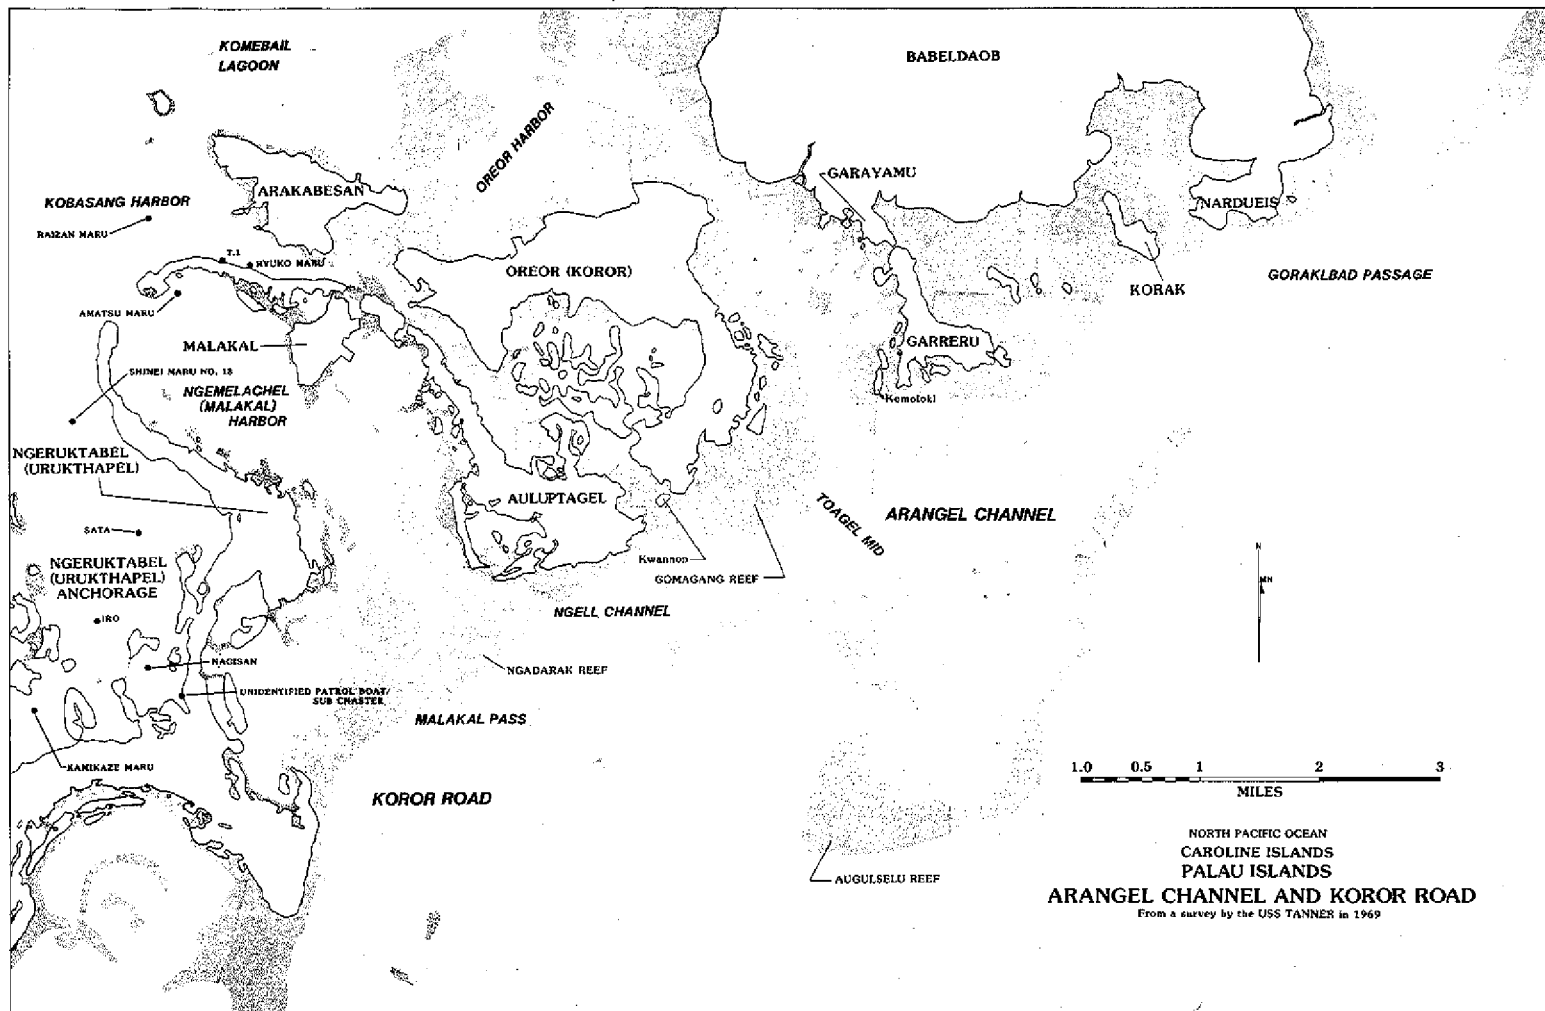 KOMEBAIL
LAGOON
BABELDAOB
OREOR HARBOR
ARAKABESAN
GARAYAMU
KOBASANG HARBOR
RAIZAN MARU
NARDUEIS
T.1
RYUKO MARU
OREOR (KOROR)
GORAKLBAD PASSAGE
KORAK
AMATSU MARU
MALAKAL
GARRERU
SHINEI MARU NO. 18
NGEMELACHEL
(MALAKAL)
HARBOR
Komoloki
NGERUKTABEL
(URUKTHAPEL)
AULUPTAGEL
TOAGEL MID
ARANGEL CHANNEL
SATA
NGERUKTABEL
(URUKTHAPEL)
ANCHORAGE
Kwannon
GOMAGANG REEF
N
MN
NGELL CHANNEL
IRO
NAGISAN
NGADARAK REEF
UNIDENTIFIED PATROL BOAT/
SUB CHASTER
MALAKAL PASS
KAMIKAZE MARU
KOROR ROAD
1.0 0.5 1 2 3
MILES
NORTH PACIFIC OCEAN
CAROLINE ISLANDS
PALAU ISLANDS
ARANGEL CHANNEL AND KOROR ROAD
From a survey by the USS TANNER in 1969
AUGULSELU REEF